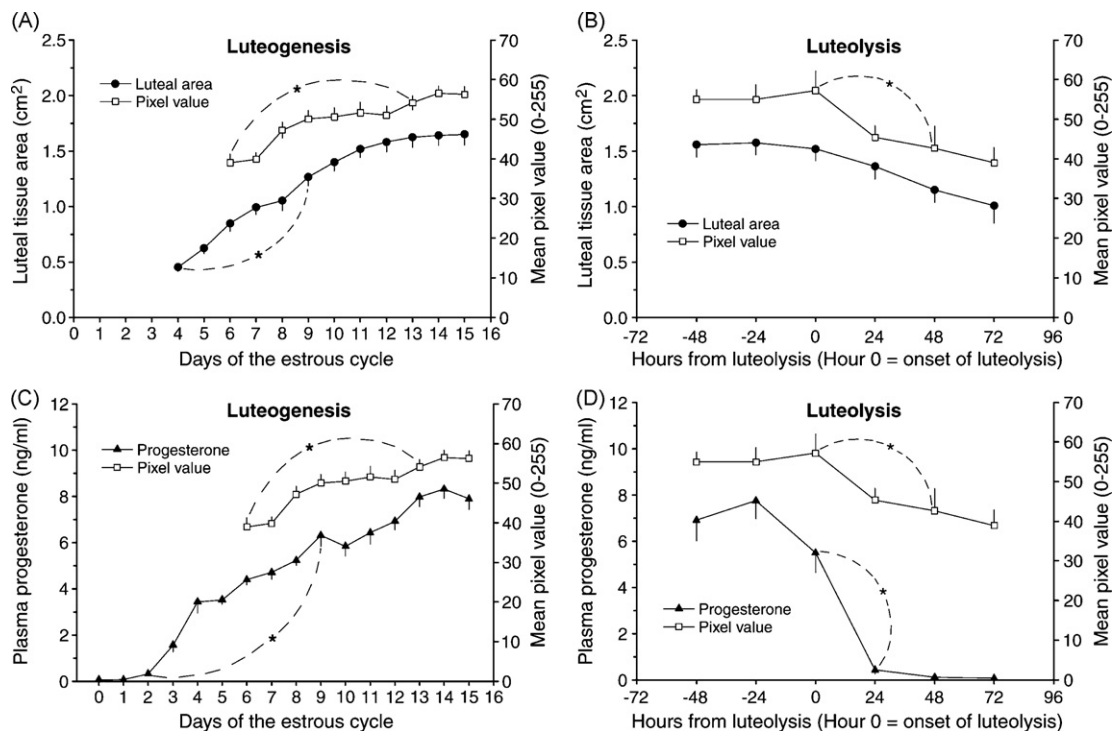 (A)
Luteogenesis
Luteal tissue area (cm²)
2.5
2.0
1.5
1.0
0.5
0.0
Luteal area
Pixel value
*
*
70
60
50
40
30
20
10
0
Mean pixel value (0-255)
0 1 2 3 4 5 6 7 8 9 10 11 12 13 14 15 16
Days of the estrous cycle
(B)
Luteolysis
Luteal tissue area (cm²)
2.5
2.0
1.5
1.0
0.5
0.0
*
Luteal area
Pixel value
70
60
50
40
30
20
10
0
Mean pixel value (0-255)
-72 -48 -24 0 24 48 72 96
Hours from luteolysis (Hour 0 = onset of luteolysis)
(C)
Luteogenesis
Plasma progesterone (ng/ml)
12
10
8
6
4
2
0
Progesterone
Pixel value
*
*
70
60
50
40
30
20
10
0
Mean pixel value (0-255)
0 1 2 3 4 5 6 7 8 9 10 11 12 13 14 15 16
Days of the estrous cycle
(D)
Luteolysis
Plasma progesterone (ng/ml)
12
10
8
6
4
2
0
*
*
Progesterone
Pixel value
70
60
50
40
30
20
10
0
Mean pixel value (0-255)
-72 -48 -24 0 24 48 72 96
Hours from luteolysis (Hour 0 = onset of luteolysis)